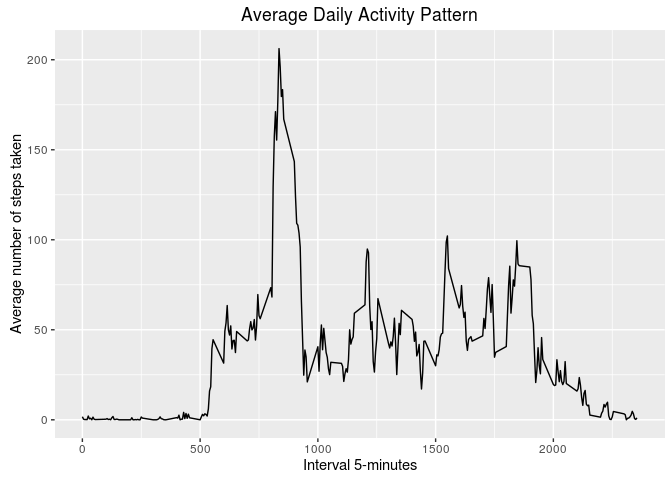 Average Daily Activity Pattern
200
150
100
50
0
Average number of steps taken
0 500 1000 1500 2000
Interval 5-minutes